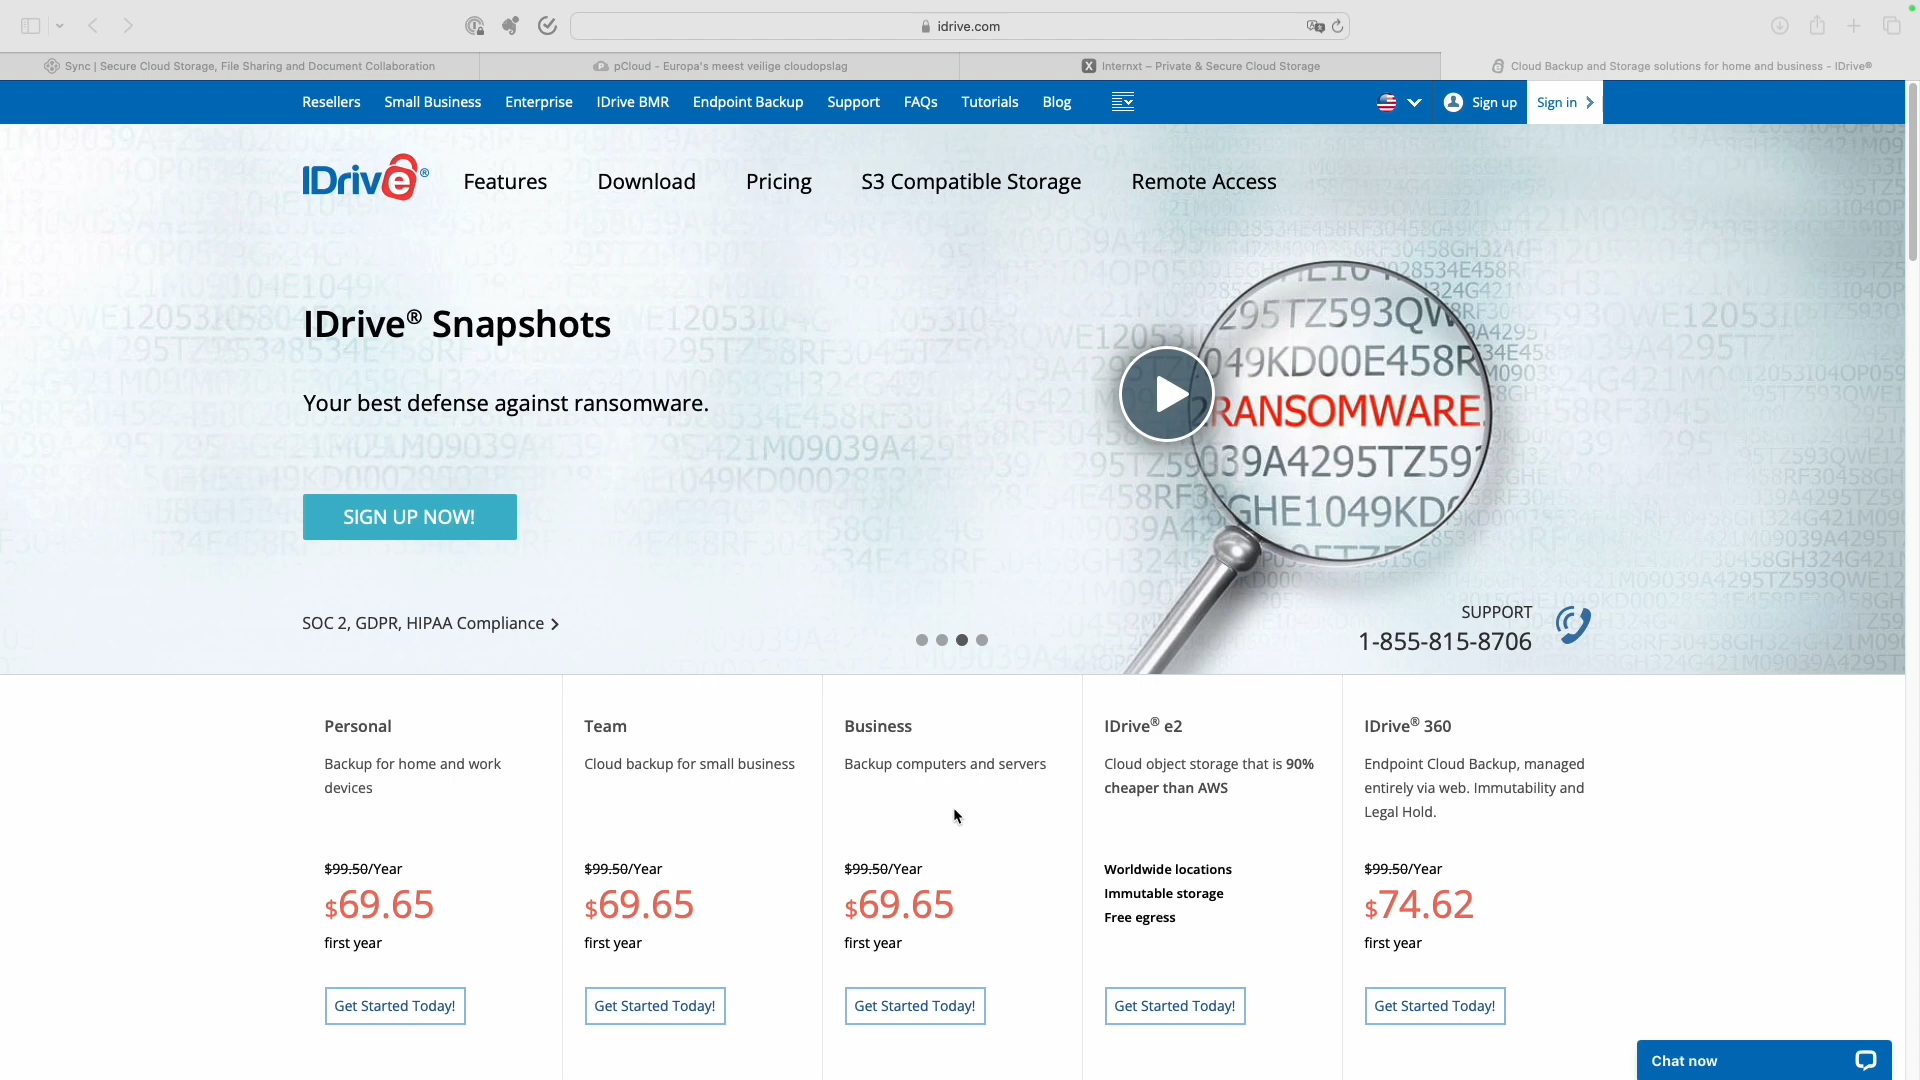 idrive.com
Sync | Secure Cloud Storage, File Sharing and Document Collaboration
pCloud - Europa's meest veilige cloudopslag
Internxt – Private & Secure Cloud Storage
Cloud Backup and Storage solutions for home and business - IDrive®
Resellers Small Business Enterprise IDrive BMR Endpoint Backup Support FAQs Tutorials Blog
Sign up
Sign in
IDrive®
Features Download Pricing S3 Compatible Storage Remote Access
IDrive® Snapshots
Your best defense against ransomware.
SIGN UP NOW!
295TZ593QW
049KD00E458R
RANSOMWARE
039A4295TZ59
GHE1049KD
SOC 2, GDPR, HIPAA Compliance
SUPPORT
1-855-815-8706
Personal
Backup for home and work
devices
$99.50/Year
$69.65
first year
Get Started Today!
Team
Cloud backup for small business
$99.50/Year
$69.65
first year
Get Started Today!
Business
Backup computers and servers
$99.50/Year
$69.65
first year
Get Started Today!
IDrive® e2
Cloud object storage that is 90%
cheaper than AWS
Worldwide locations
Immutable storage
Free egress
Get Started Today!
IDrive® 360
Endpoint Cloud Backup, managed
entirely via web. Immutability and
Legal Hold.
$99.50/Year
$74.62
first year
Get Started Today!
Chat now